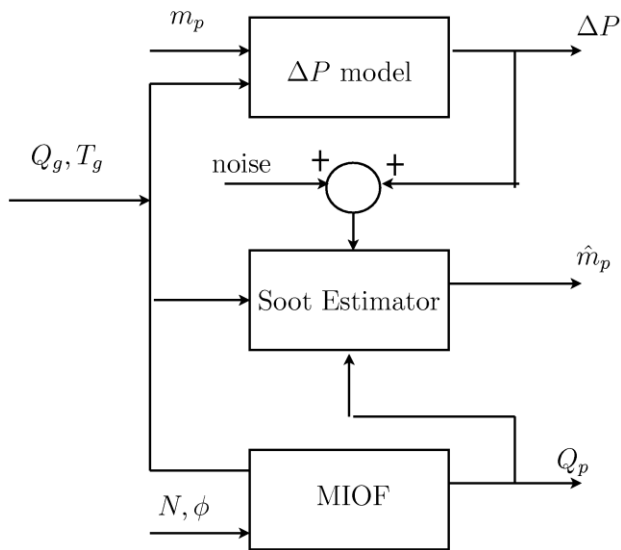 m_p
ΔP
ΔP model
Q_g, T_g
noise
+
+
m̂_p
Soot Estimator
Q_p
MIOF
N, ϕ